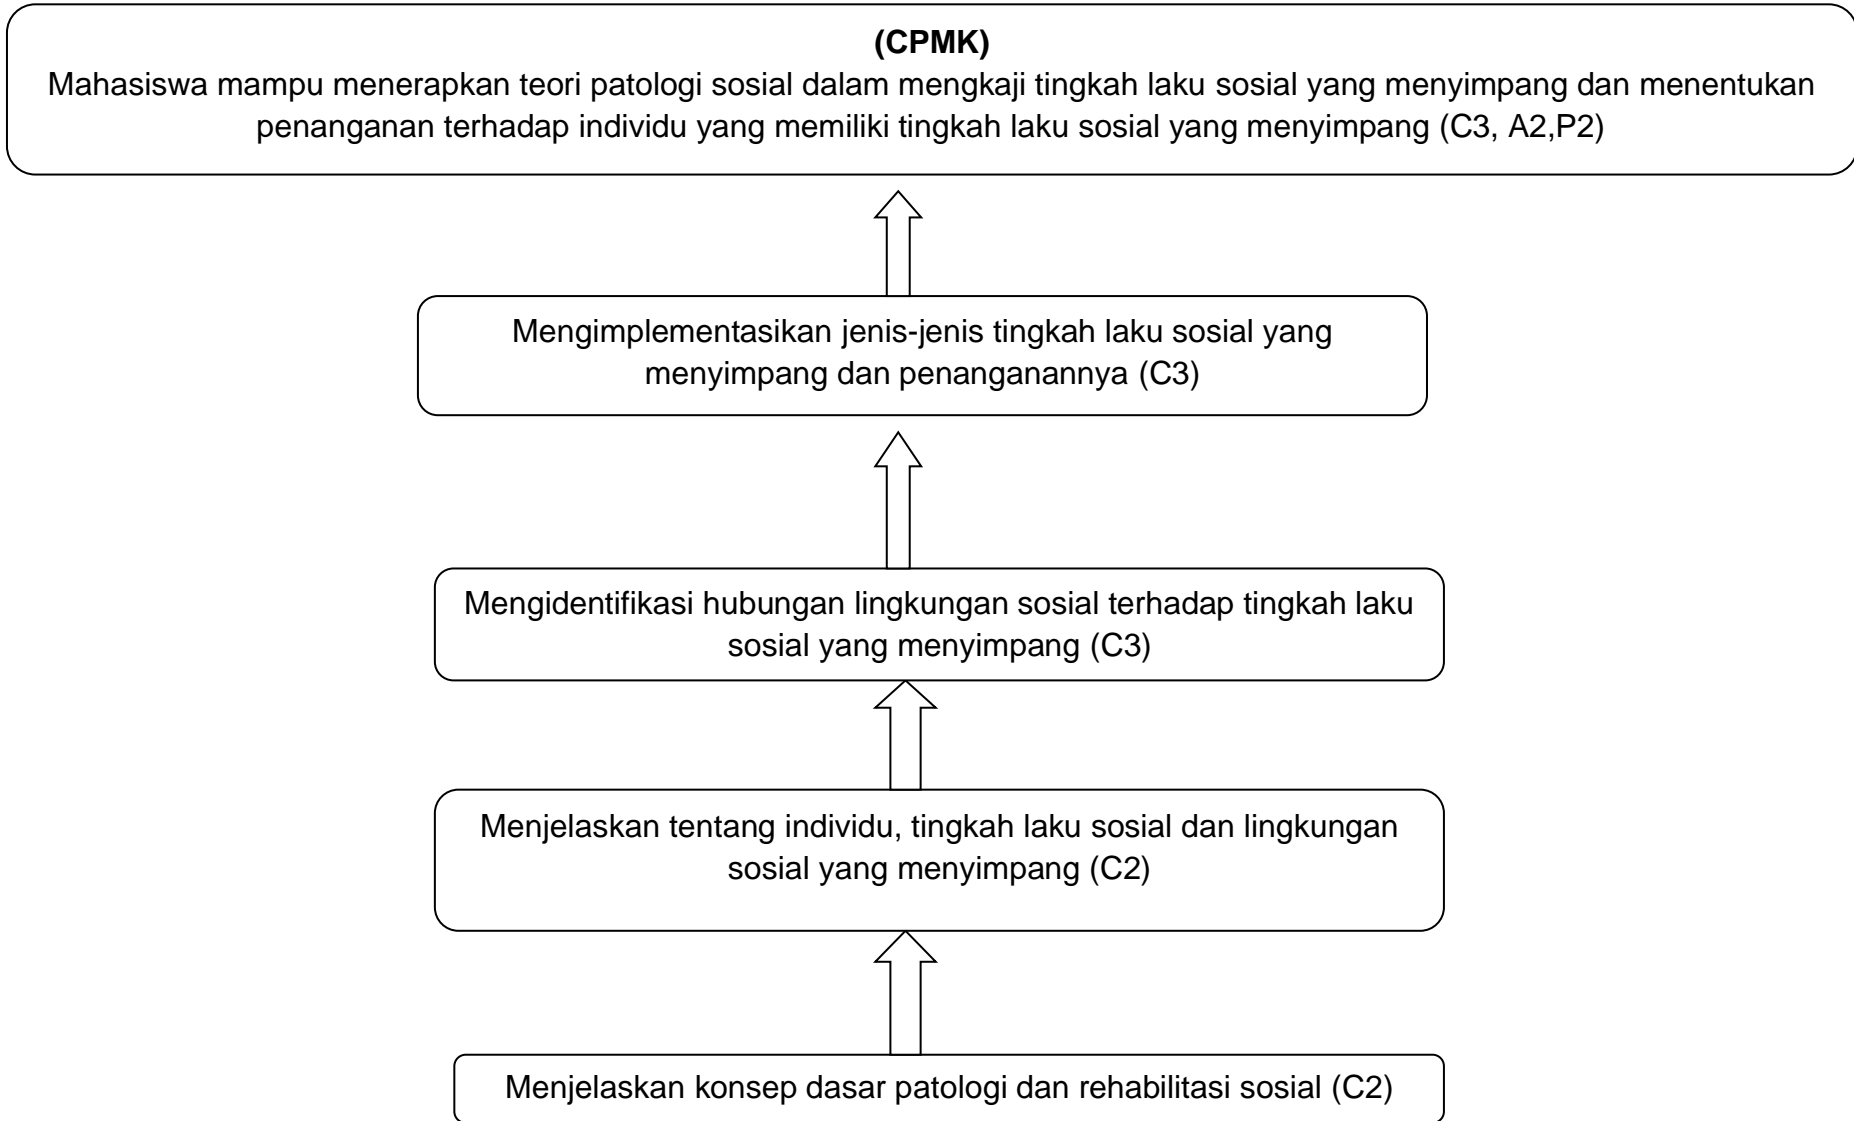 (CPMK)
Mahasiswa mampu menerapkan teori patologi sosial dalam mengkaji tingkah laku sosial yang menyimpang dan menentukan
penanganan terhadap individu yang memiliki tingkah laku sosial yang menyimpang (C3, A2,P2)
Mengimplementasikan jenis-jenis tingkah laku sosial yang
menyimpang dan penanganannya (C3)
Mengidentifikasi hubungan lingkungan sosial terhadap tingkah laku
sosial yang menyimpang (C3)
Menjelaskan tentang individu, tingkah laku sosial dan lingkungan
sosial yang menyimpang (C2)
Menjelaskan konsep dasar patologi dan rehabilitasi sosial (C2)